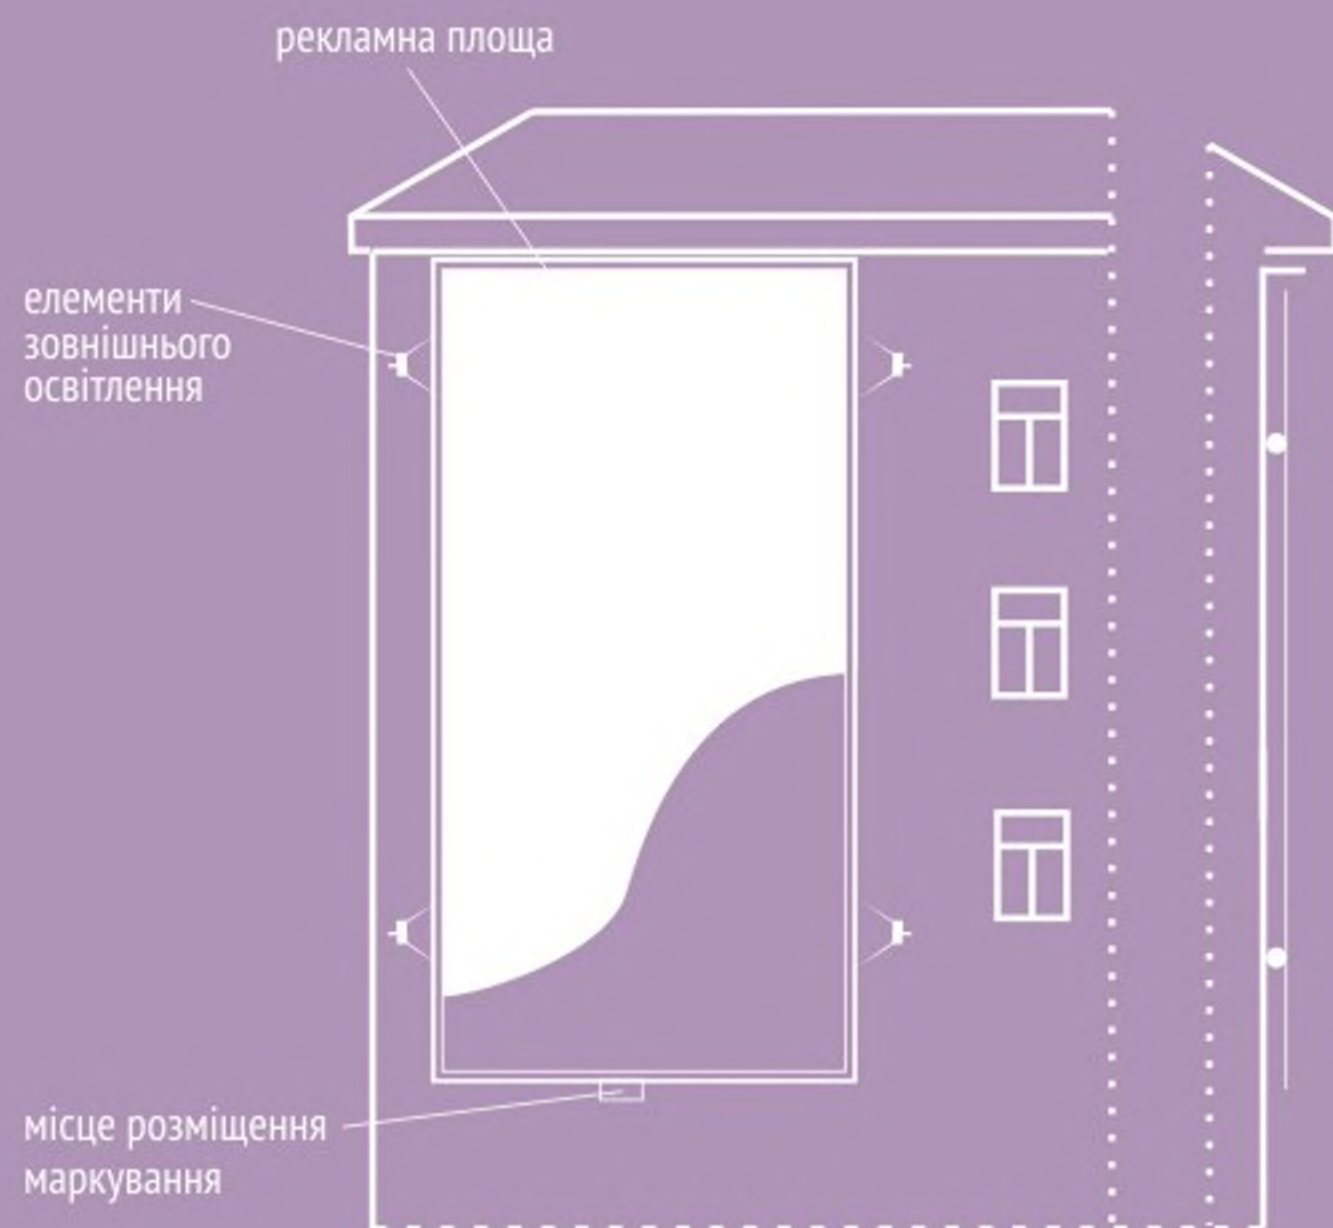 рекламна площа
елементи
зовнішнього
освітлення
місце розміщення
маркування